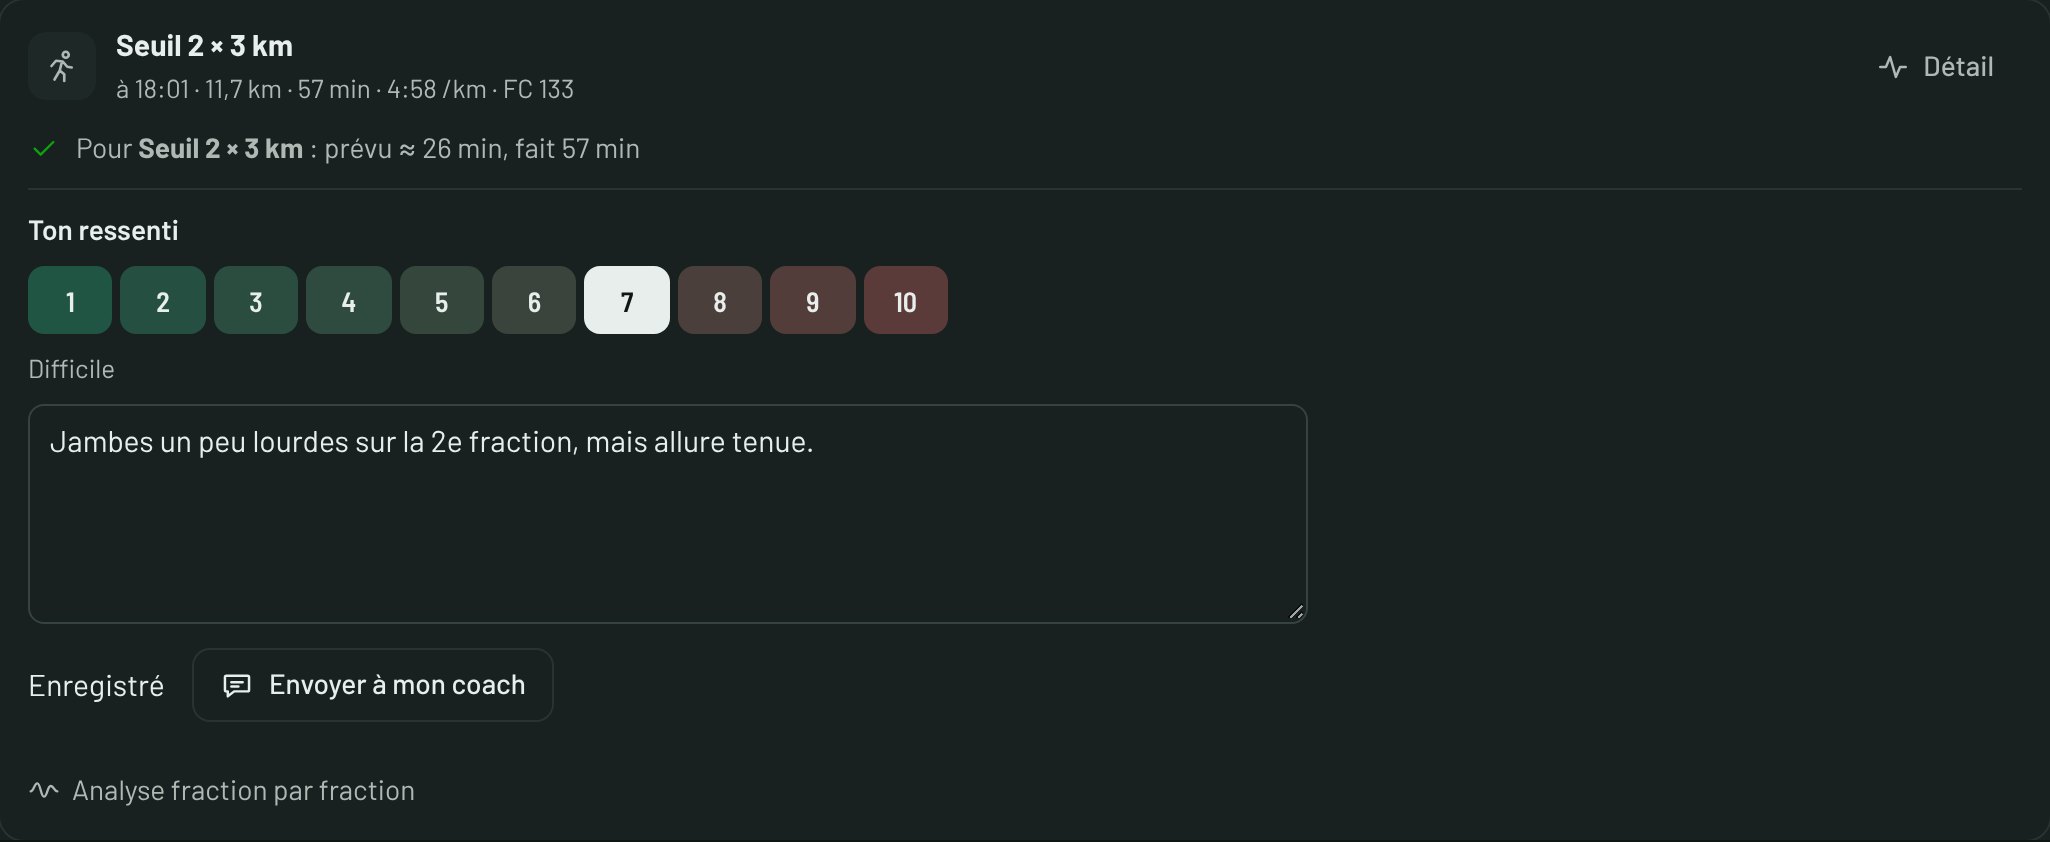 Seuil 2 × 3 km
à 18:01 · 11,7 km · 57 min · 4:58 /km · FC 133
Détail
Pour Seuil 2 × 3 km : prévu ≈ 26 min, fait 57 min
Ton ressenti
1 2 3 4 5 6 7 8 9 10
Difficile
Jambes un peu lourdes sur la 2e fraction, mais allure tenue.
Enregistré
Envoyer à mon coach
Analyse fraction par fraction